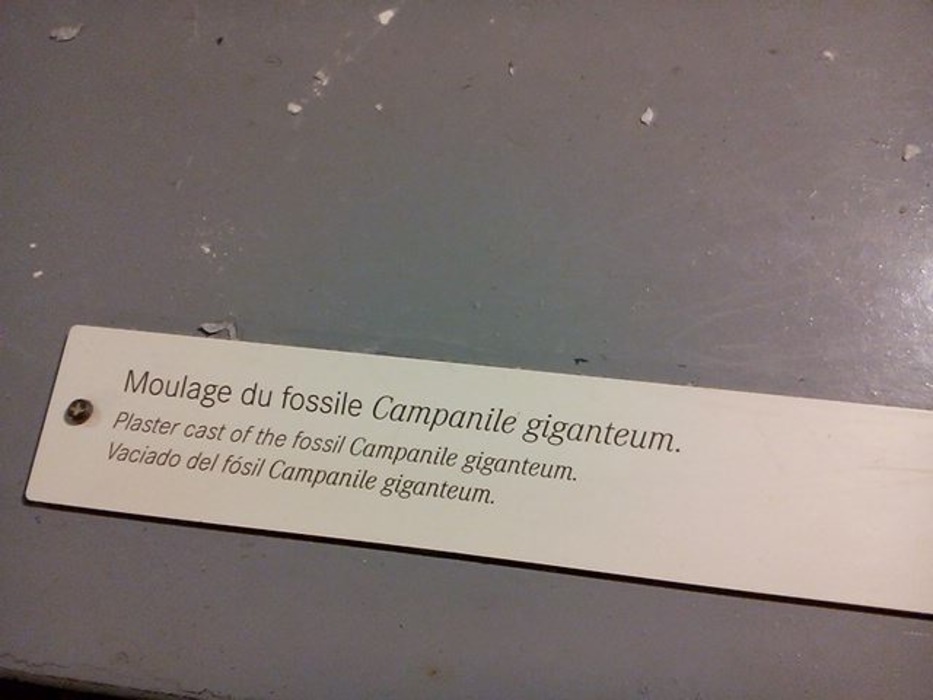 Moulage du fossile Campanile giganteum.
Plaster cast of the fossil Campanile giganteum.
Vaciado del fósil Campanile giganteum.